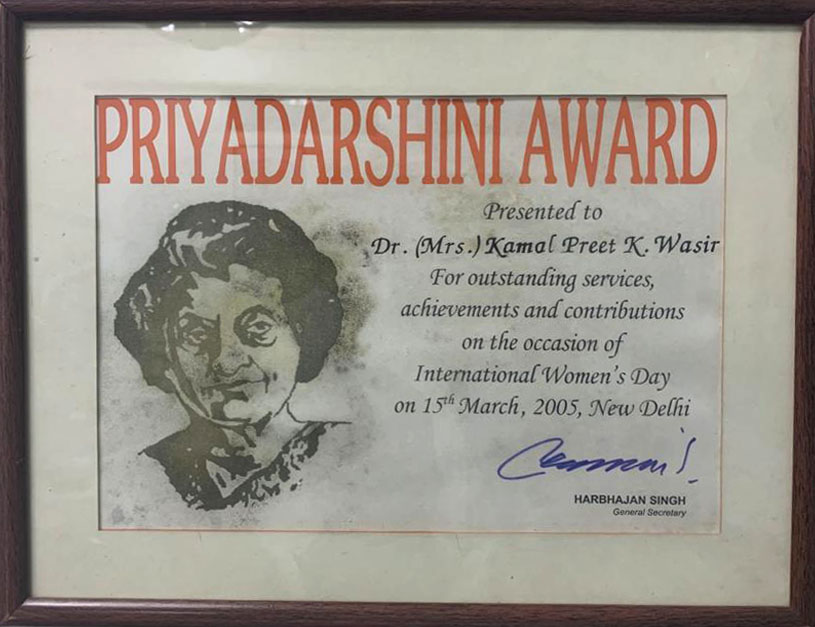 PRIYADARSHINI AWARD
Presented to
Dr. (Mrs.) Kamal Preet K. Wasir
For outstanding services,
achievements and contributions
on the occasion of
International Women's Day
on 15th March, 2005, New Delhi
HARBHAJAN SINGH
General Secretary